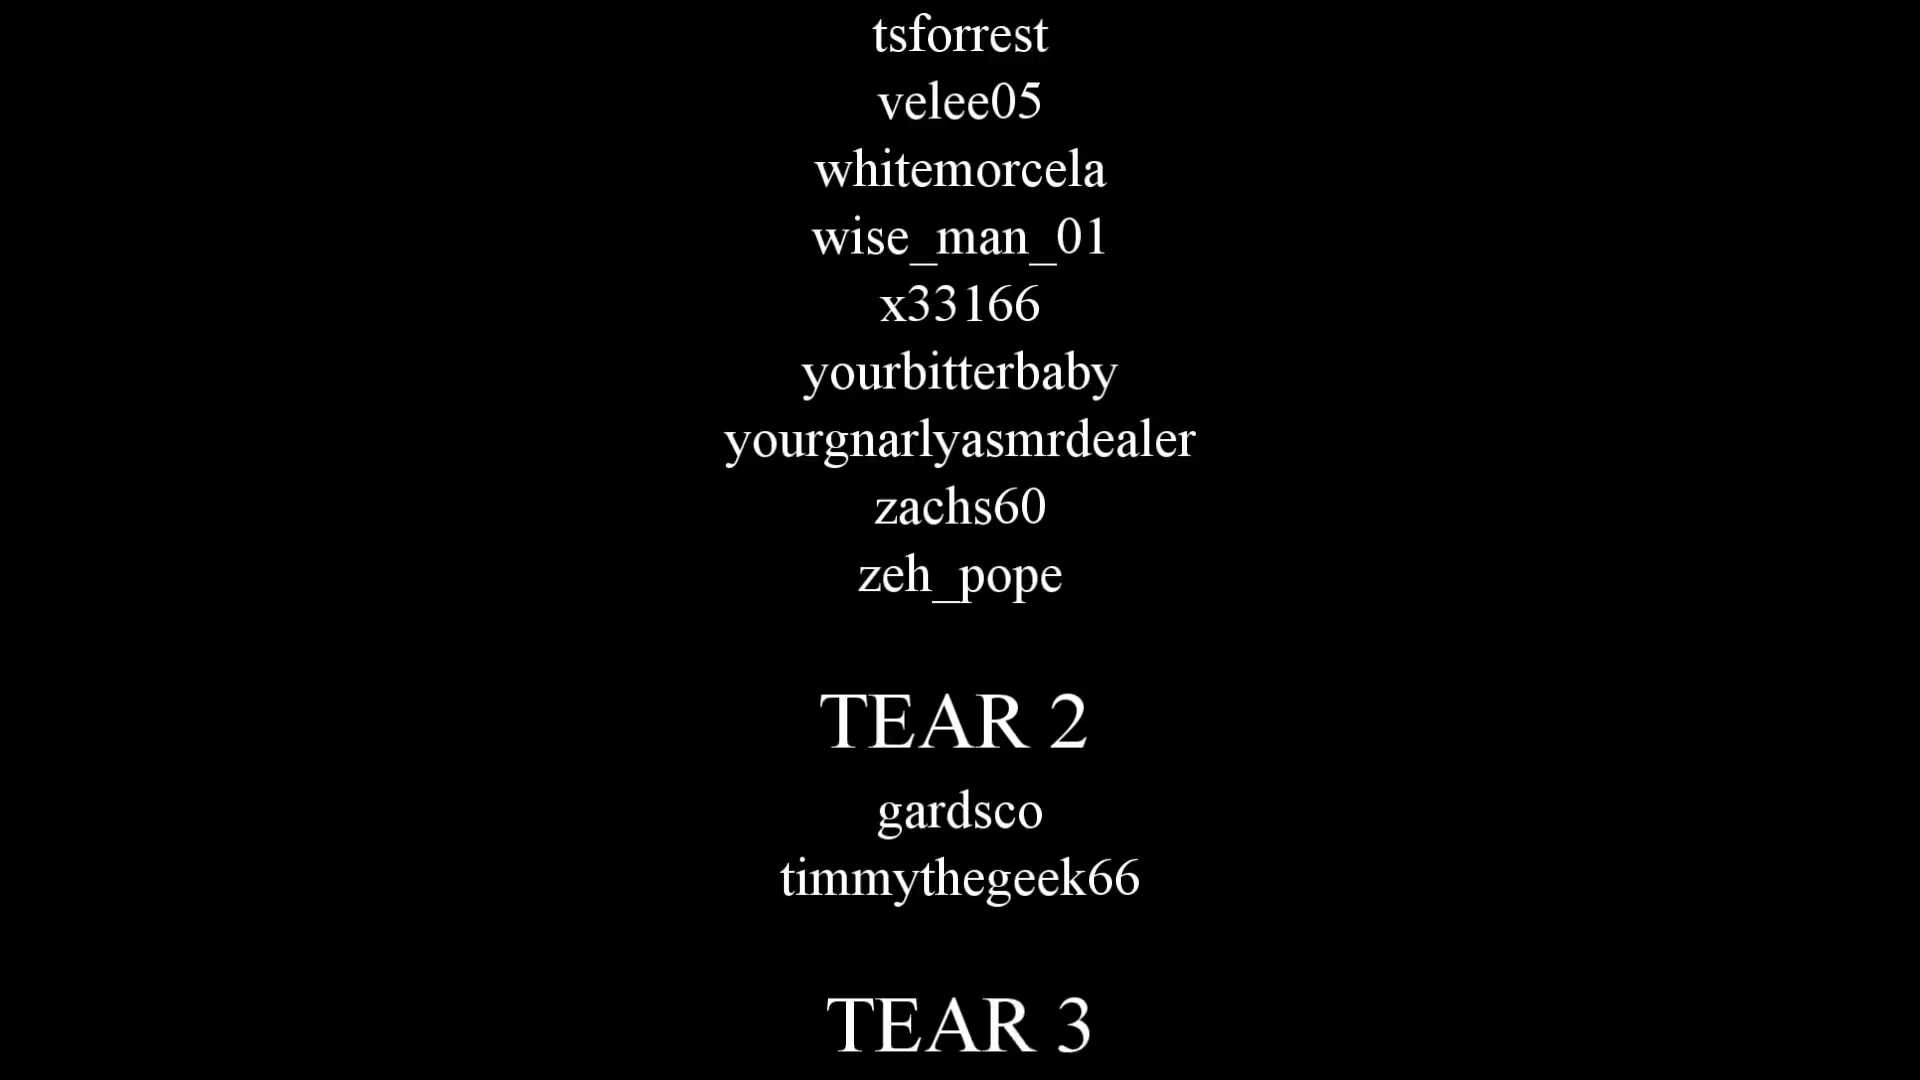 tsforrest
velee05
whitemorcela
wise_man_01
x33166
yourbitterbaby
yourgnarlyasmrdealer
zachs60
zeh_pope
TEAR 2
gardsco
timmythegeek66
TEAR 3